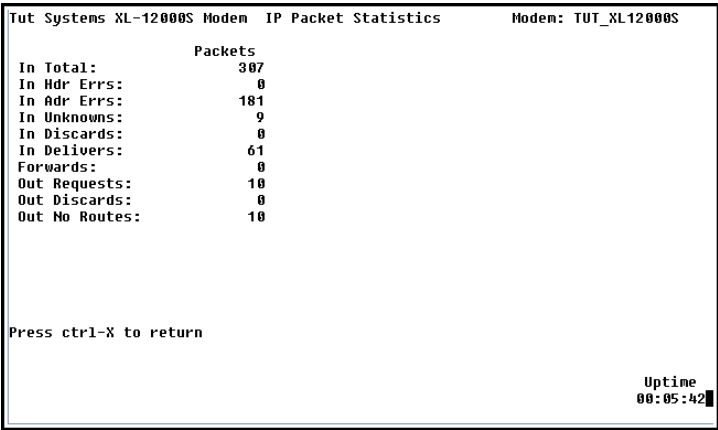 Tut Systems XL-12000S Modem IP Packet Statistics Modem: TUT_XL12000S
Packets
In Total: 307
In Hdr Errs: 0
In Adr Errs: 181
In Unknowns: 9
In Discards: 0
In Delivers: 61
Forwards: 0
Out Requests: 10
Out Discards: 0
Out No Routes: 10
Press ctrl-X to return
Uptime
00:05:42